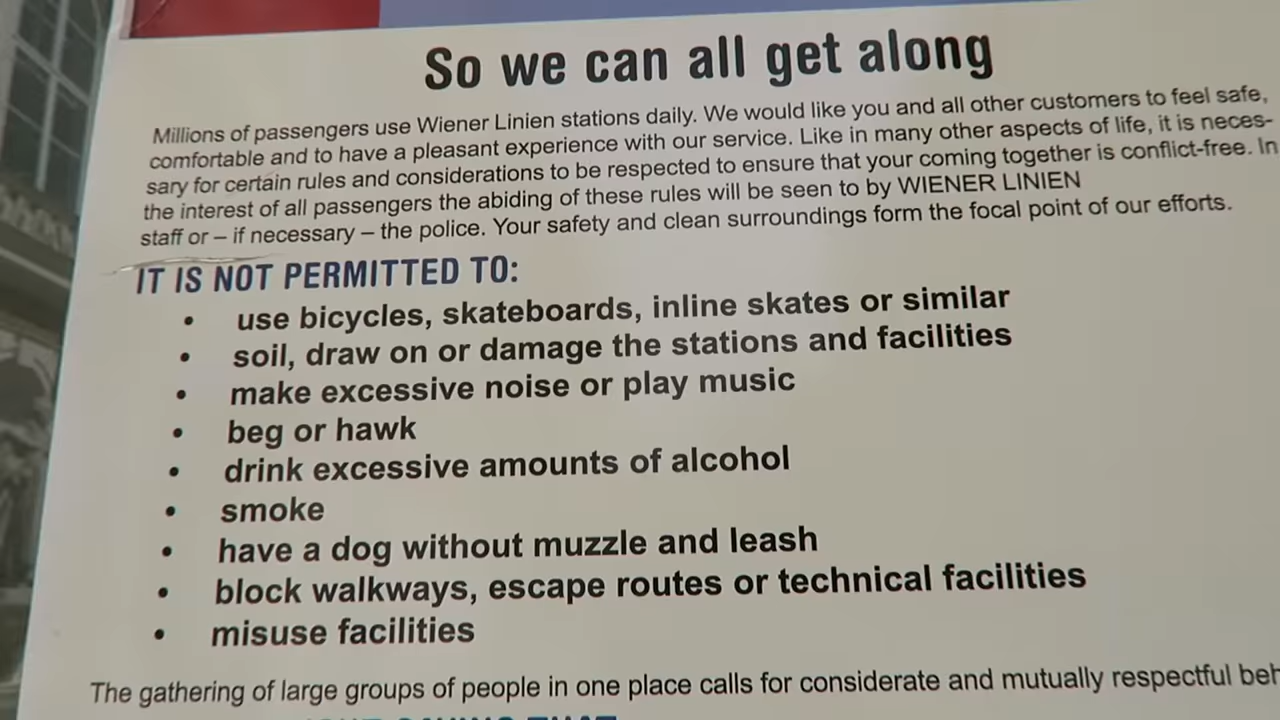 So we can all get along
Millions of passengers use Wiener Linien stations daily. We would like you and all other customers to feel safe,
comfortable and to have a pleasant experience with our service. Like in many other aspects of life, it is neces-
sary for certain rules and considerations to be respected to ensure that your coming together is conflict-free. In
the interest of all passengers the abiding of these rules will be seen to by WIENER LINIEN
staff or – if necessary – the police. Your safety and clean surroundings form the focal point of our efforts.
IT IS NOT PERMITTED TO:
• use bicycles, skateboards, inline skates or similar
• soil, draw on or damage the stations and facilities
• make excessive noise or play music
• beg or hawk
• drink excessive amounts of alcohol
• smoke
• have a dog without muzzle and leash
• block walkways, escape routes or technical facilities
• misuse facilities
The gathering of large groups of people in one place calls for considerate and mutually respectful beh